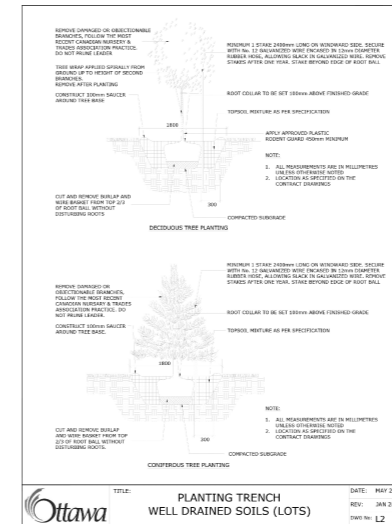 REMOVE DAMAGED OR OBJECTIONABLE
BRANCHES, FOLLOW THE MOST
RECENT CANADIAN NURSERY &
TRADES ASSOCIATION PRACTICE.
DO NOT PRUNE LEADER
TREE WRAP APPLIED SPIRALLY FROM
GROUND UP TO HEIGHT OF SECOND
BRANCHES.
REMOVE AFTER PLANTING
CONSTRUCT 100mm SAUCER
AROUND TREE BASE
CUT AND REMOVE BURLAP AND
WIRE BASKET FROM TOP 2/3
OF ROOT BALL WITHOUT
DISTURBING ROOTS
MINIMUM 1 STAKE 2400mm LONG ON WINDWARD SIDE. SECURE
WITH No. 12 GALVANIZED WIRE ENCASED IN 12mm DIAMETER
RUBBER HOSE, ALLOWING SLACK IN GALVANIZED WIRE. REMOVE
STAKES AFTER ONE YEAR. STAKE BEYOND EDGE OF ROOT BALL
ROOT COLLAR TO BE SET 100mm ABOVE FINISHED GRADE
TOPSOIL, MIXTURE AS PER SPECIFICATION
1800
APPLY APPROVED PLASTIC
RODENT GUARD 450mm MINIMUM
NOTE:
1. ALL MEASUREMENTS ARE IN MILLIMETRES
UNLESS OTHERWISE NOTED
2. LOCATION AS SPECIFIED ON THE
CONTRACT DRAWINGS
300
COMPACTED SUBGRADE
DECIDUOUS TREE PLANTING
REMOVE DAMAGED OR
OBJECTIONABLE BRANCHES,
FOLLOW THE MOST RECENT
CANADIAN NURSERY & TRADES
ASSOCIATION PRACTICE. DO
NOT PRUNE LEADER.
CONSTRUCT 100mm SAUCER
AROUND TREE BASE.
CUT AND REMOVE BURLAP
AND WIRE BASKET FROM TOP
2/3 OF ROOT BALL WITHOUT
DISTURBING ROOTS.
MINIMUM 1 STAKE 2400mm LONG ON WINDWARD SIDE. SECURE
WITH No. 12 GALVANIZED WIRE ENCASED IN 12mm DIAMETER
RUBBER HOSE, ALLOWING SLACK IN GALVANIZED WIRE. REMOVE
STAKES AFTER ONE YEAR. STAKE BEYOND EDGE OF ROOT BALL
ROOT COLLAR TO BE SET 100mm ABOVE FINISHED GRADE
TOPSOIL, MIXTURE AS PER SPECIFICATION
1800
NOTE:
1. ALL MEASUREMENTS ARE IN MILLIMETRES
UNLESS OTHERWISE NOTED
2. LOCATION AS SPECIFIED ON THE
CONTRACT DRAWINGS
COMPACTED SUBGRADE
CONIFEROUS TREE PLANTING
Ottawa
TITLE:
PLANTING TRENCH
WELL DRAINED SOILS (LOTS)
DATE: MAY 2
REV: JAN 2
DWG No: L2